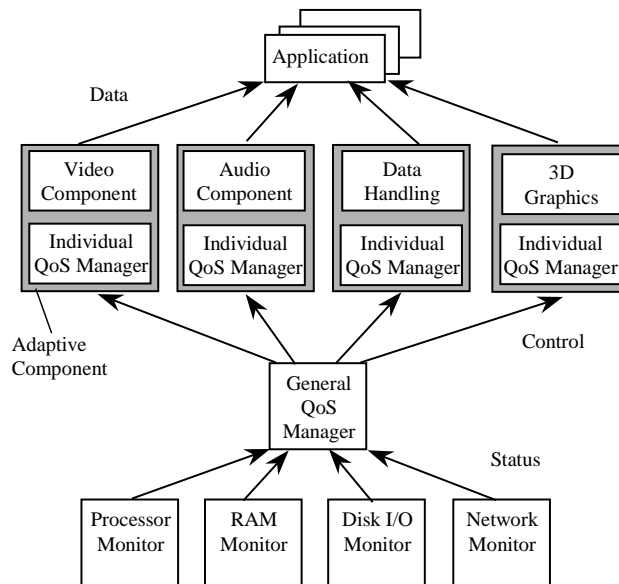 Application
Data
Video
Component
Individual
QoS Manager
Audio
Component
Individual
QoS Manager
Data
Handling
Individual
QoS Manager
3D
Graphics
Individual
QoS Manager
Adaptive
Component
Control
General
QoS
Manager
Status
Processor
Monitor
RAM
Monitor
Disk I/O
Monitor
Network
Monitor